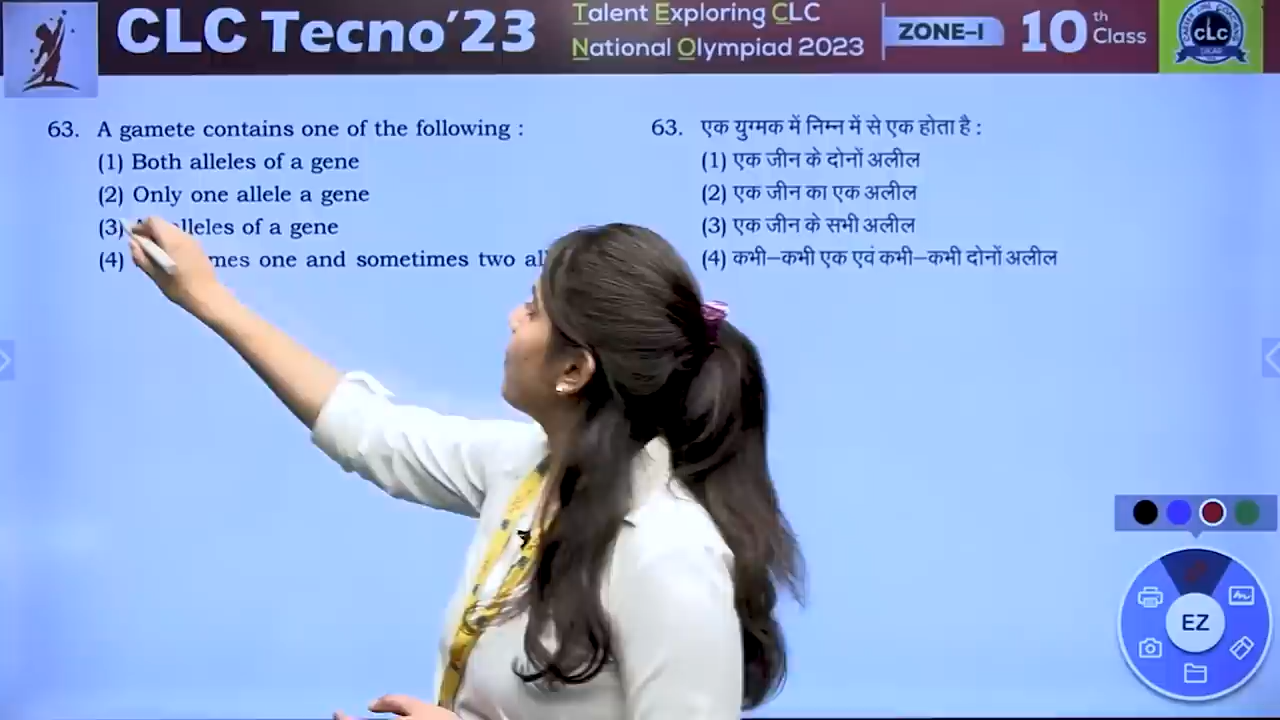 CLC Tecno'23
Talent Exploring CLC
National Olympiad 2023
ZONE–I
10th Class
CLC
63. A gamete contains one of the following :
(1) Both alleles of a gene
(2) Only one allele a gene
(3) alleles of a gene
(4) one and sometimes two
63. एक युग्मक में निम्न में से एक होता है :
(1) एक जीन के दोनों अलील
(2) एक जीन का एक अलील
(3) एक जीन के सभी अलील
(4) कभी–कभी एक एवं कभी–कभी दोनों अलील
EZ